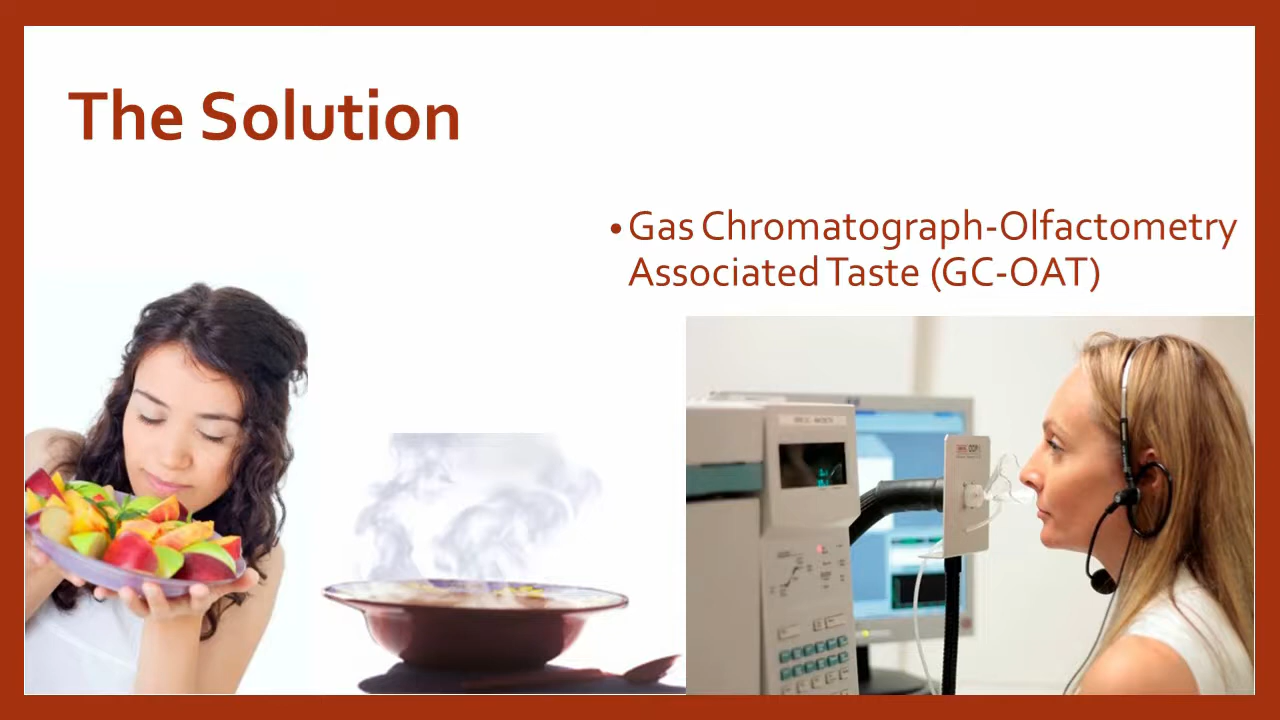 The Solution
• Gas Chromatograph-Olfactometry
Associated Taste (GC-OAT)